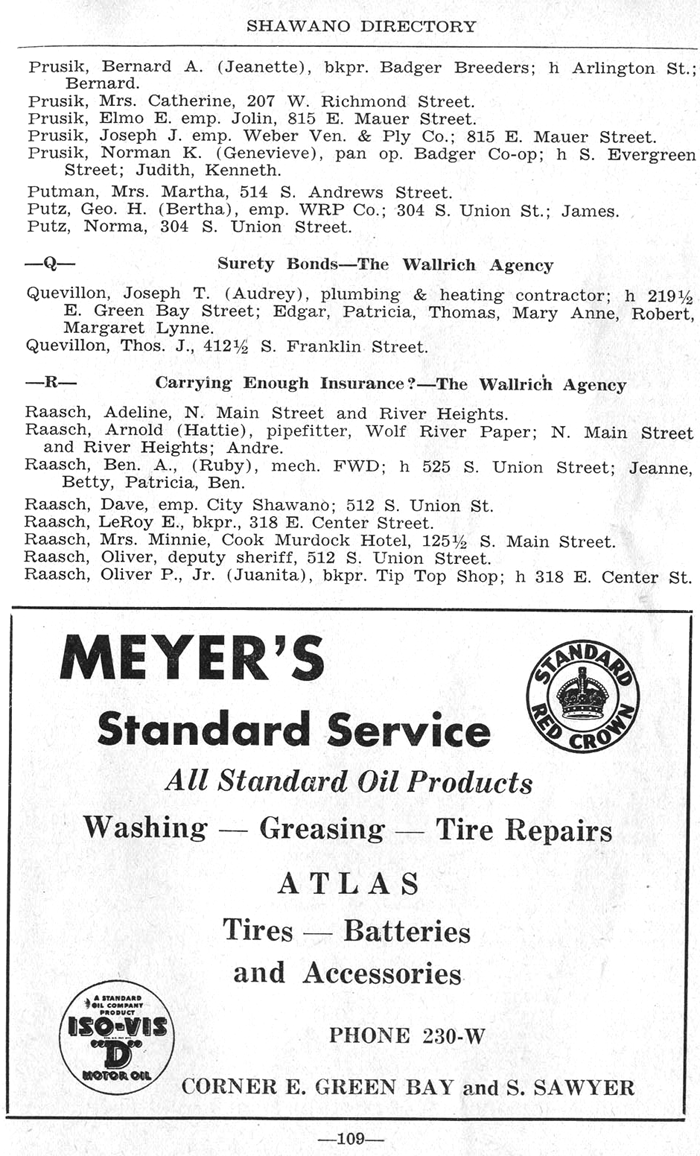 SHAWANO DIRECTORY
Prusik, Bernard A. (Jeanette), bkpr. Badger Breeders; h Arlington St.;
Bernard.
Prusik, Mrs. Catherine, 207 W. Richmond Street.
Prusik, Elmo E. emp. Jolin, 815 E. Mauer Street.
Prusik, Joseph J. emp. Weber Ven. & Ply Co.; 815 E. Mauer Street.
Prusik, Norman K. (Genevieve), pan op. Badger Co-op; h S. Evergreen
Street; Judith, Kenneth.
Putman, Mrs. Martha, 514 S. Andrews Street.
Putz, Geo. H. (Bertha), emp. WRP Co.; 304 S. Union St.; James.
Putz, Norma, 304 S. Union Street.
—Q— Surety Bonds—The Wallrich Agency
Quevillon, Joseph T. (Audrey), plumbing & heating contractor; h 219½
E. Green Bay Street; Edgar, Patricia, Thomas, Mary Anne, Robert,
Margaret Lynne.
Quevillon, Thos. J., 412½ S. Franklin Street.
—R— Carrying Enough Insurance?—The Wallrich Agency
Raasch, Adeline, N. Main Street and River Heights.
Raasch, Arnold (Hattie), pipefitter, Wolf River Paper; N. Main Street
and River Heights; Andre.
Raasch, Ben. A., (Ruby), mech. FWD; h 525 S. Union Street; Jeanne,
Betty, Patricia, Ben.
Raasch, Dave, emp. City Shawano; 512 S. Union St.
Raasch, LeRoy E., bkpr., 318 E. Center Street.
Raasch, Mrs. Minnie, Cook Murdock Hotel, 125½ S. Main Street.
Raasch, Oliver, deputy sheriff, 512 S. Union Street.
Raasch, Oliver P., Jr. (Juanita), bkpr. Tip Top Shop; h 318 E. Center St.
MEYER'S
STANDARD
RED CROWN
Standard Service
All Standard Oil Products
Washing — Greasing — Tire Repairs
ATLAS
Tires — Batteries
and Accessories
A STANDARD
OIL COMPANY
PRODUCT
ISO-VIS
"D"
MOTOR OIL
PHONE 230-W
CORNER E. GREEN BAY and S. SAWYER
—109—